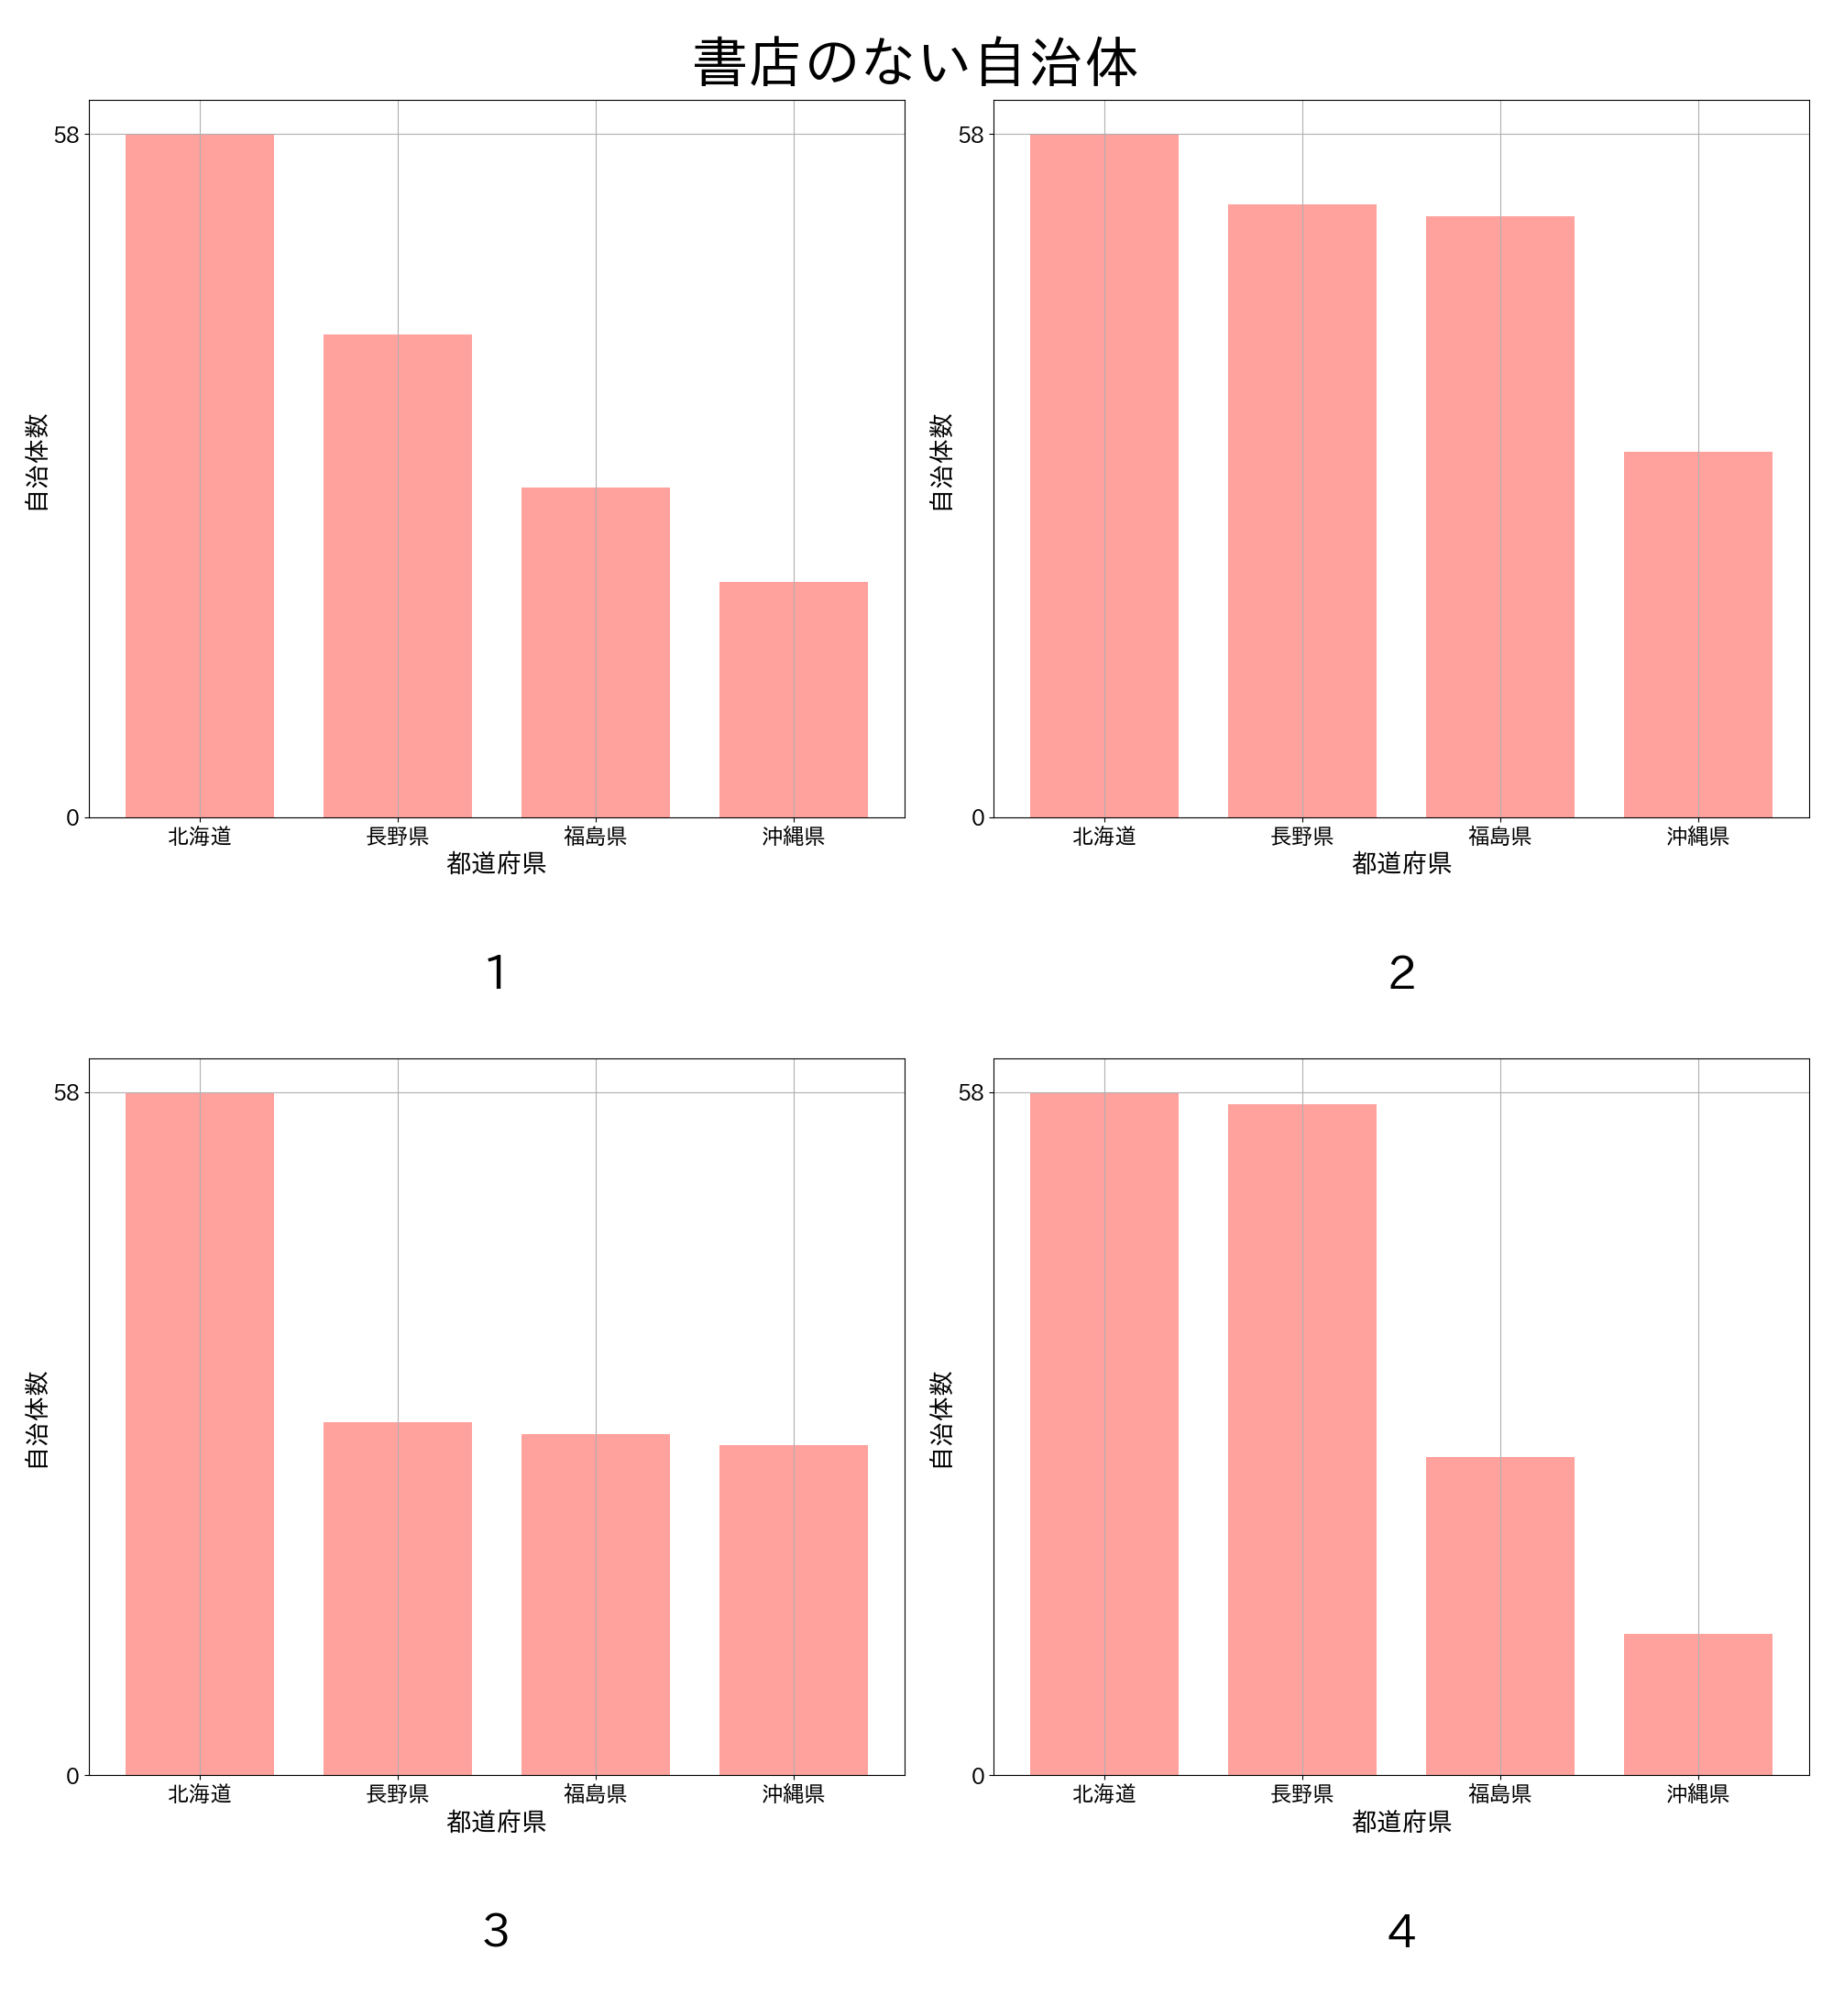 書店のない自治体
58
0
自治体数
北海道 長野県 福島県 沖縄県
都道府県
1
58
0
自治体数
北海道 長野県 福島県 沖縄県
都道府県
2
58
0
自治体数
北海道 長野県 福島県 沖縄県
都道府県
3
58
0
自治体数
北海道 長野県 福島県 沖縄県
都道府県
4